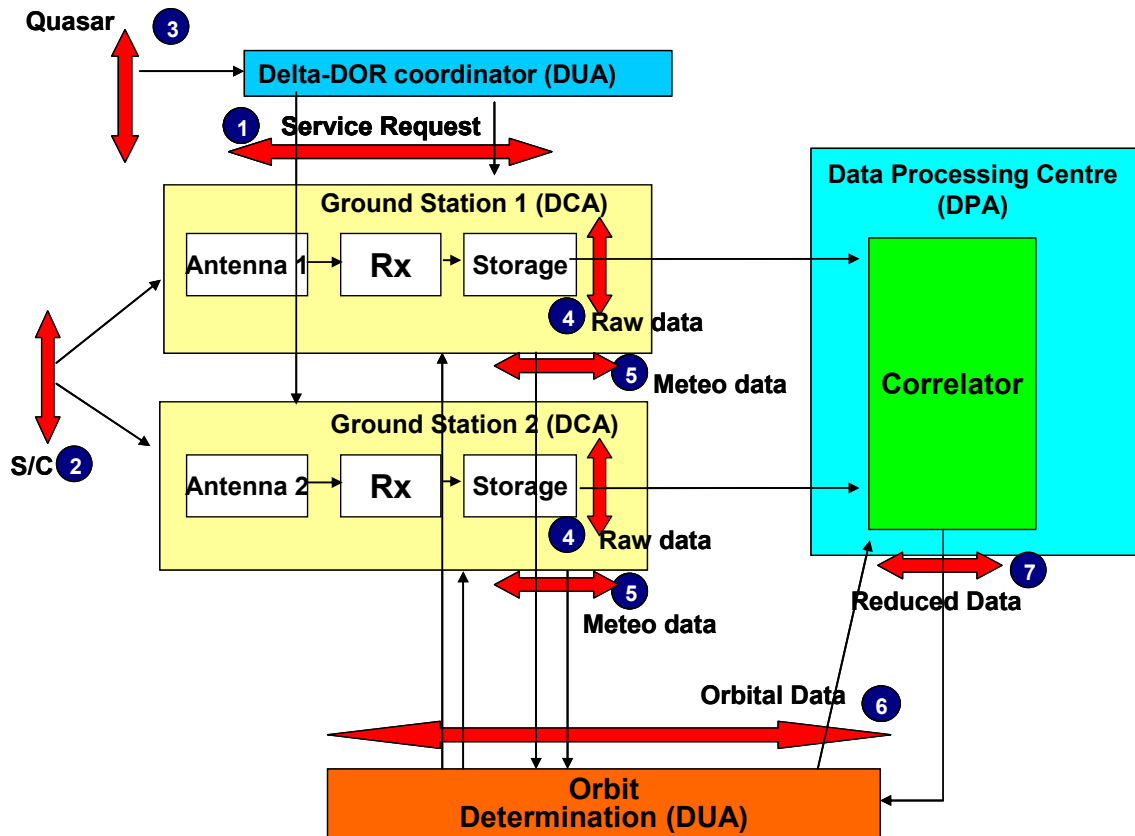 Quasar
3
Delta-DOR coordinator (DUA)
1
Service Request
Data Processing Centre
(DPA)
Ground Station 1 (DCA)
Antenna 1
Rx
Storage
4
Raw data
5
Meteo data
Correlator
Ground Station 2 (DCA)
S/C
2
Antenna 2
Rx
Storage
4
Raw data
5
Meteo data
7
Reduced Data
Orbital Data
6
Orbit
Determination (DUA)